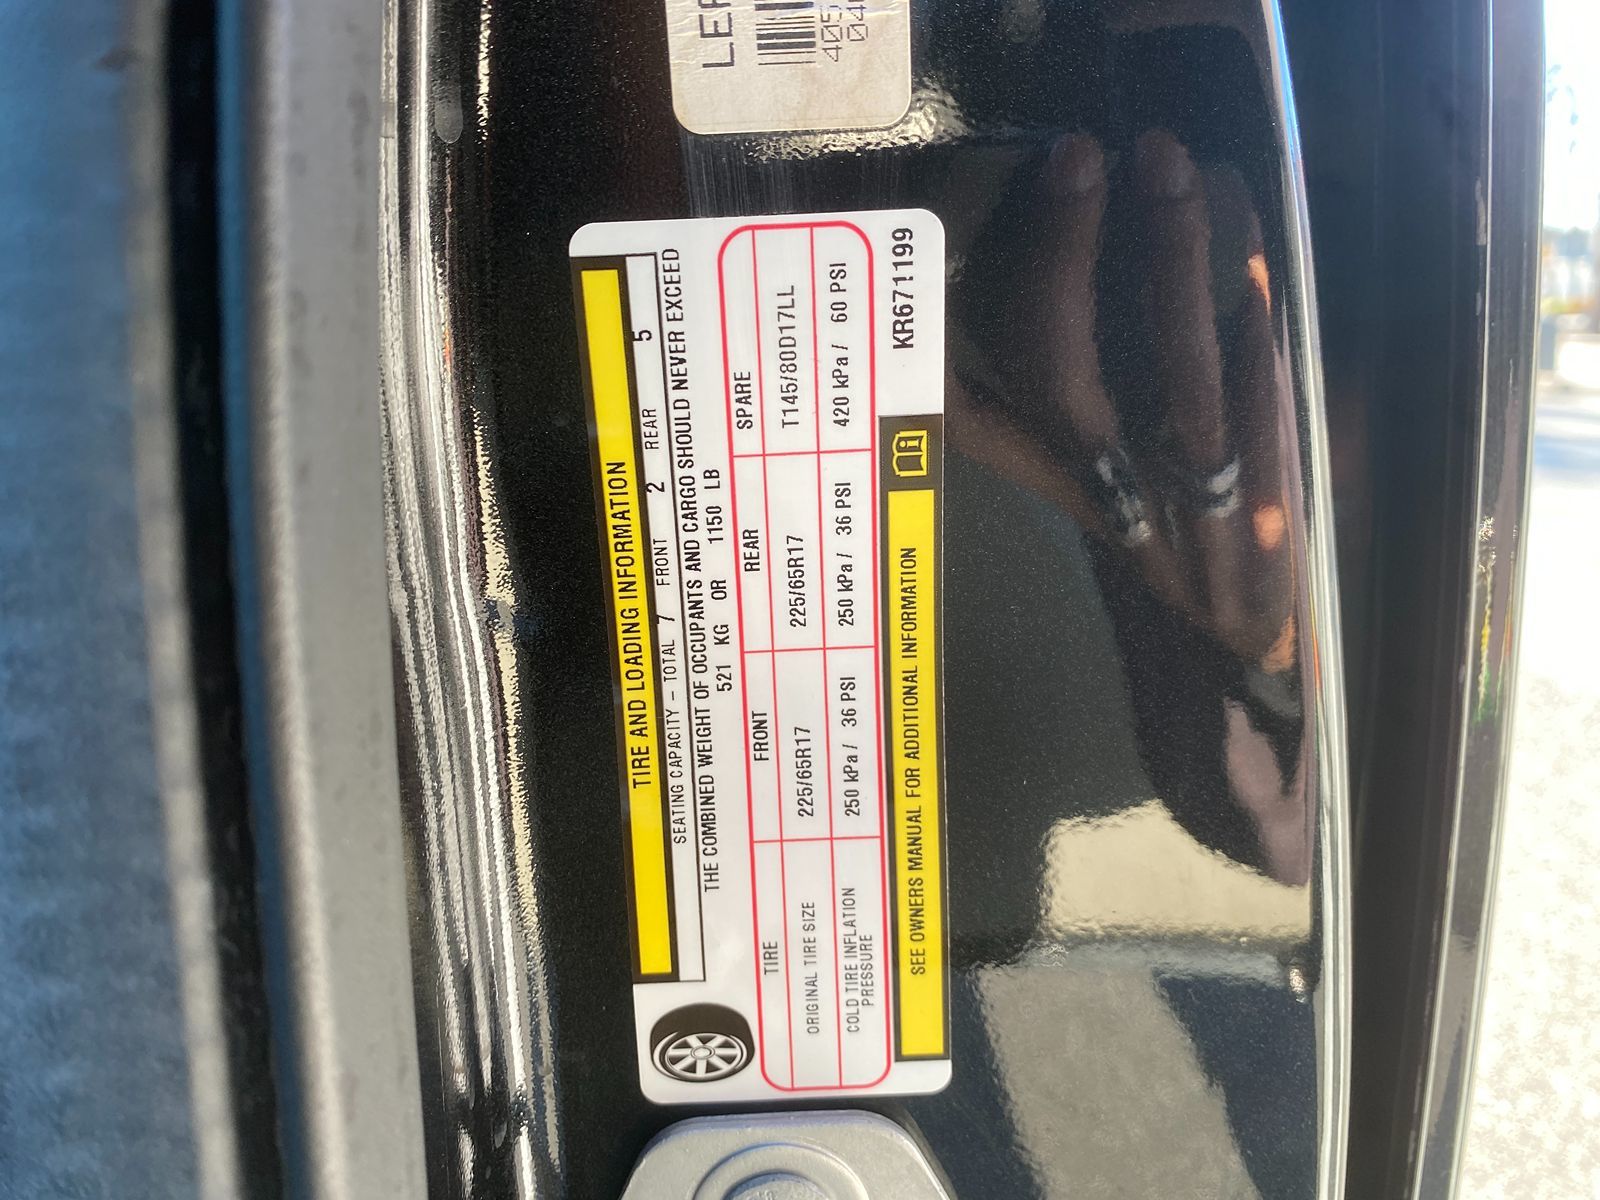 LER
405
TIRE AND LOADING INFORMATION
SEATING CAPACITY - TOTAL 7 FRONT 2 REAR 5
THE COMBINED WEIGHT OF OCCUPANTS AND CARGO SHOULD NEVER EXCEED
521 KG OR 1150 LB
TIRE FRONT REAR SPARE
ORIGINAL TIRE SIZE 225/65R17 225/65R17 T145/80D17LL
COLD TIRE INFLATION PRESSURE 250 kPa / 36 PSI 250 kPa / 36 PSI 420 kPa / 60 PSI
SEE OWNERS MANUAL FOR ADDITIONAL INFORMATION
KR671199